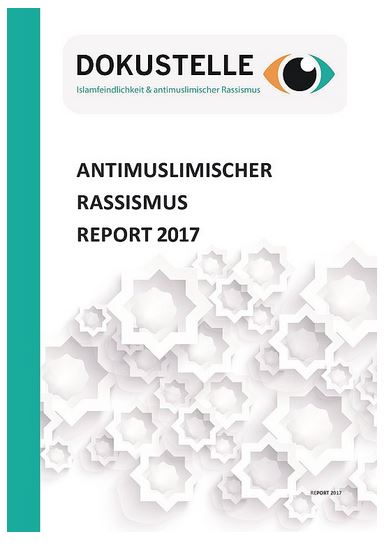 DOKUSTELLE
Islamfeindlichkeit & antimuslimischer Rassismus
ANTIMUSLIMISCHER
RASSISMUS
REPORT 2017
REPORT 2017